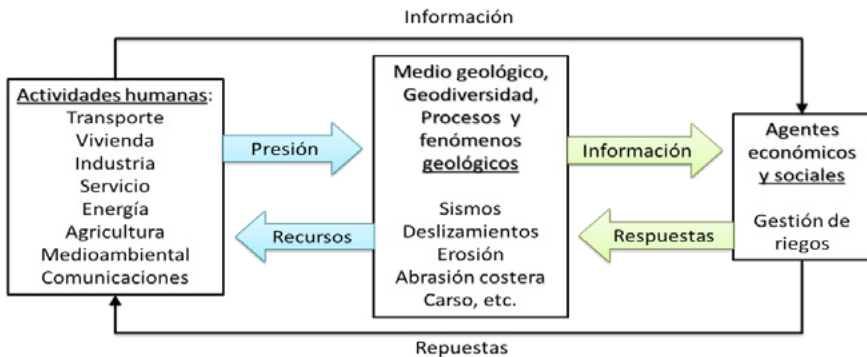 Información
Actividades humanas:
Transporte
Vivienda
Industria
Servicio
Energía
Agricultura
Medioambiental
Comunicaciones
Presión
Recursos
Medio geológico,
Geodiversidad,
Procesos y
fenómenos
geológicos
Sismos
Deslizamientos
Erosión
Abrasión costera
Carso, etc.
Información
Respuestas
Agentes
económicos
y sociales
Gestión de
riegos
Repuestas